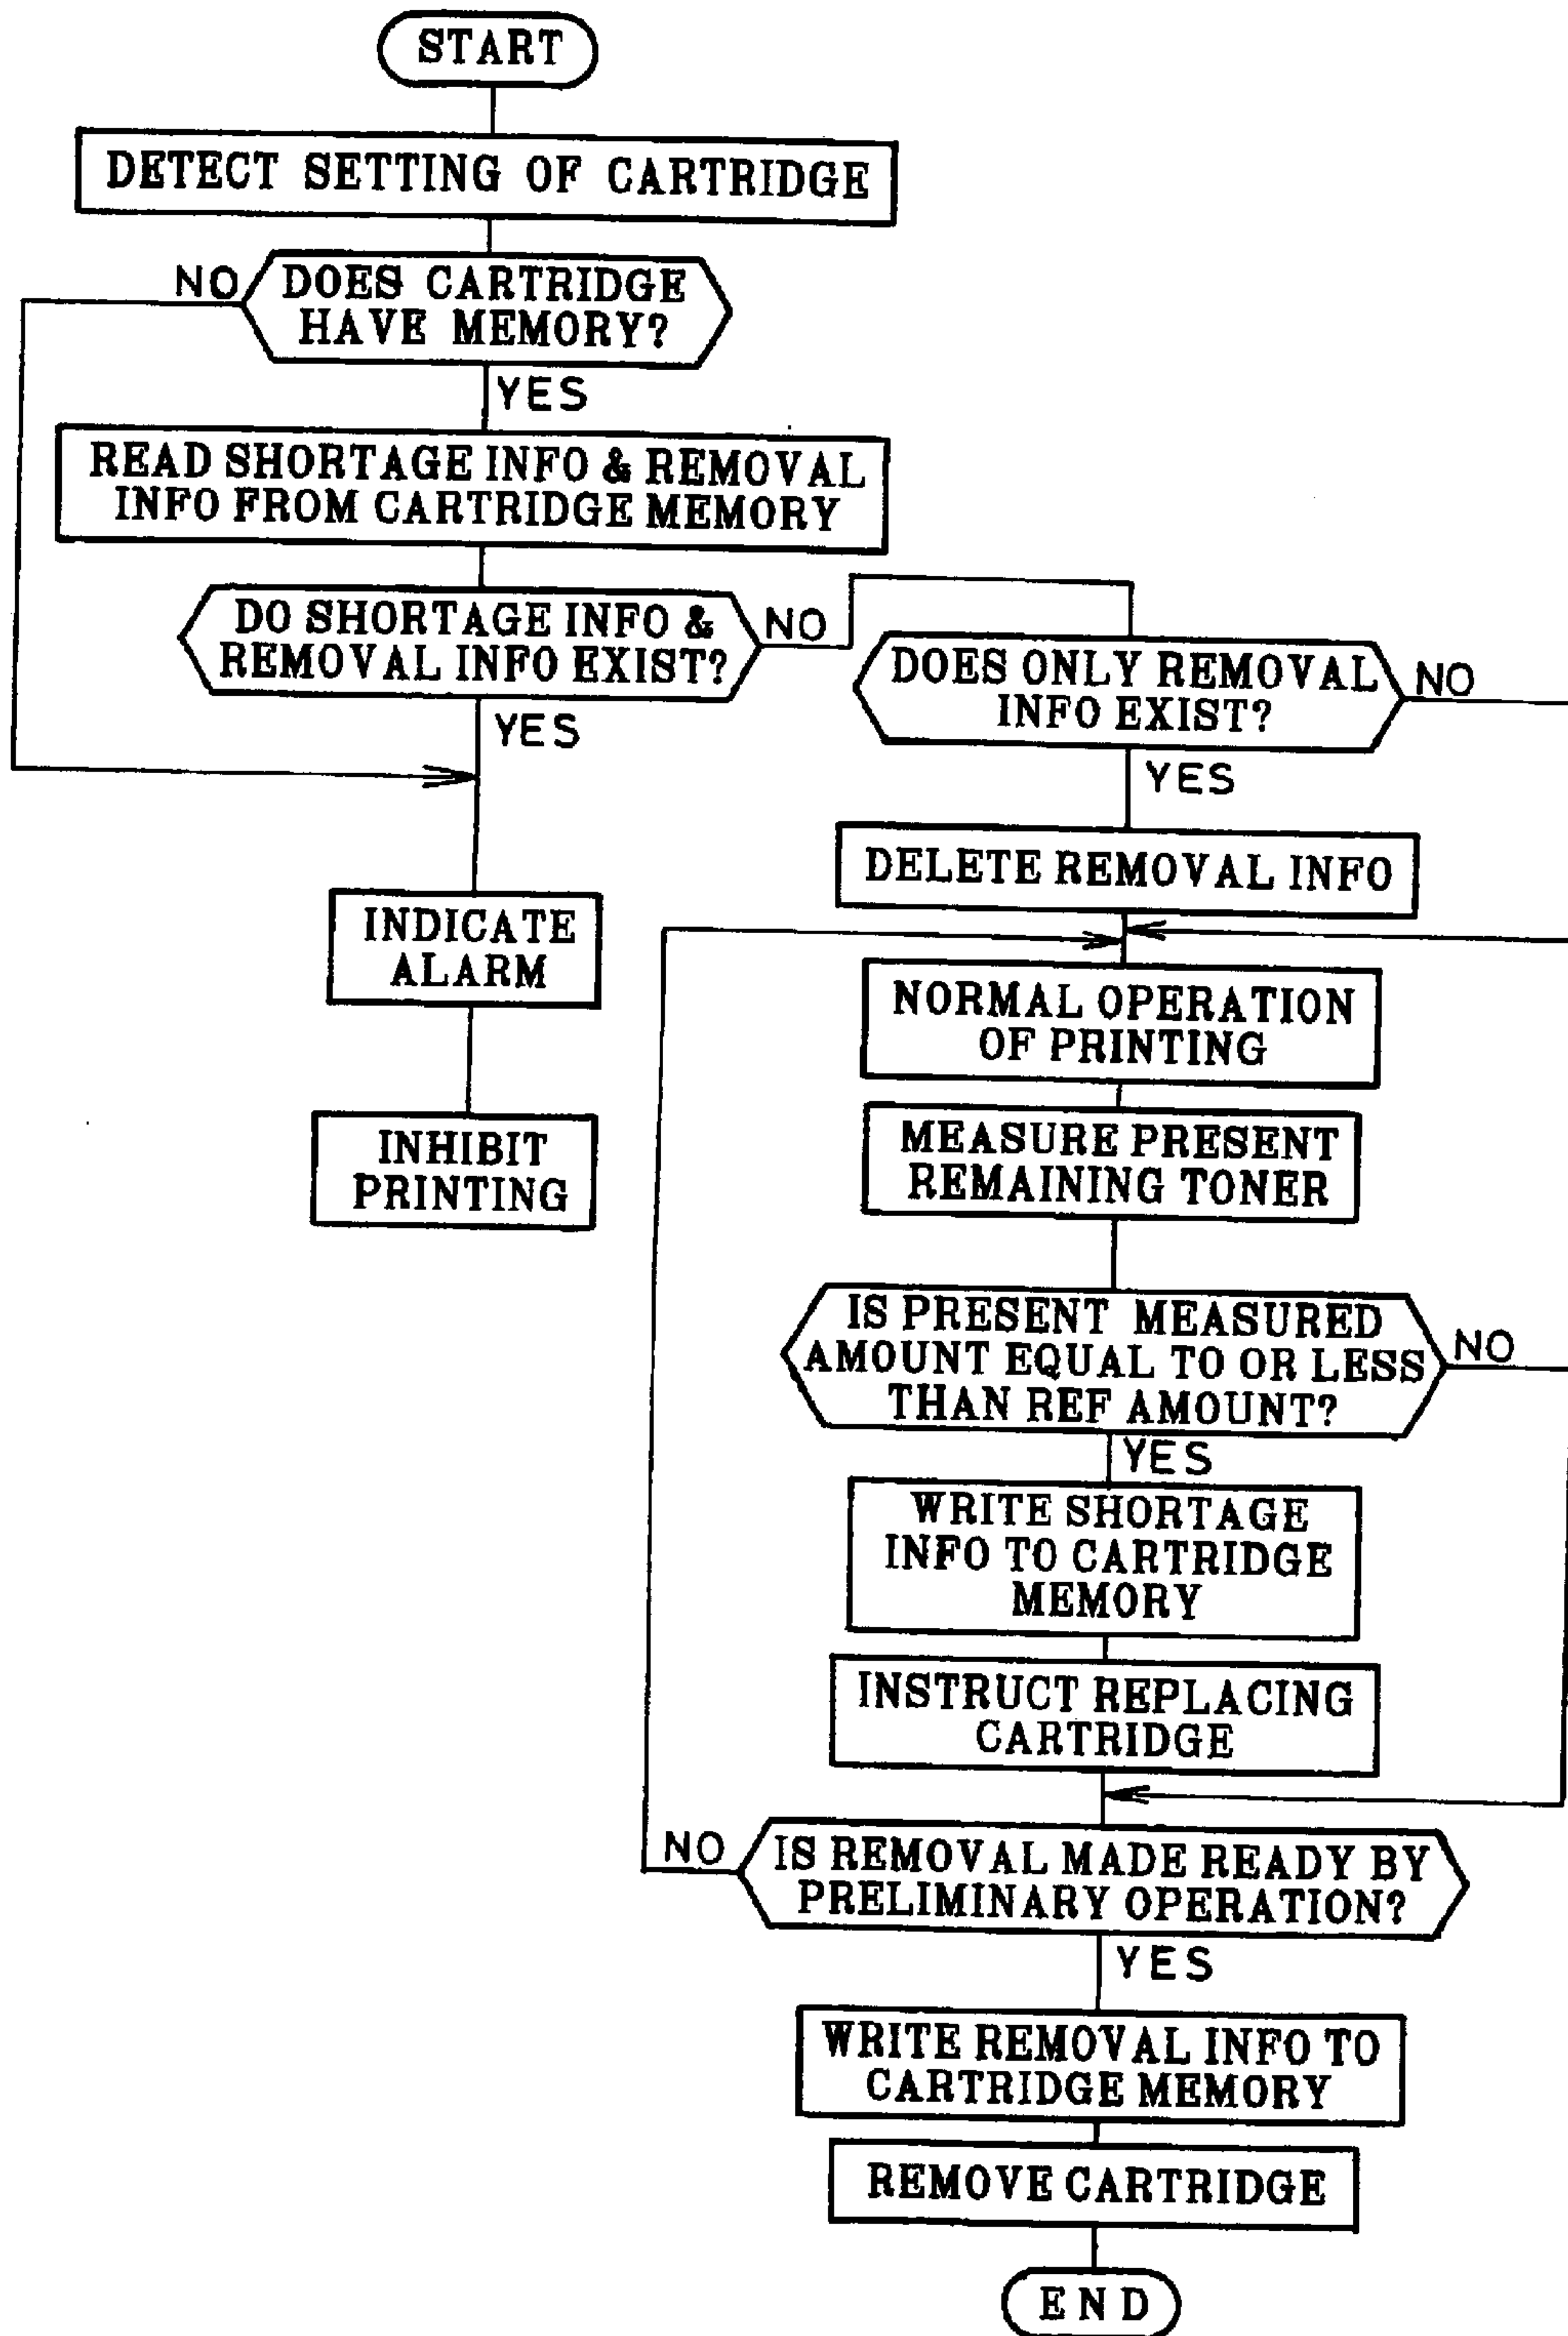 START
DETECT SETTING OF CARTRIDGE
NO
DOES CARTRIDGE
HAVE MEMORY?
YES
READ SHORTAGE INFO & REMOVAL
INFO FROM CARTRIDGE MEMORY
DO SHORTAGE INFO &
REMOVAL INFO EXIST?
NO
YES
DOES ONLY REMOVAL
INFO EXIST?
NO
YES
INDICATE
ALARM
INHIBIT
PRINTING
DELETE REMOVAL INFO
NORMAL OPERATION
OF PRINTING
MEASURE PRESENT
REMAINING TONER
IS PRESENT MEASURED
AMOUNT EQUAL TO OR LESS
THAN REF AMOUNT?
NO
YES
WRITE SHORTAGE
INFO TO CARTRIDGE
MEMORY
INSTRUCT REPLACING
CARTRIDGE
NO
IS REMOVAL MADE READY BY
PRELIMINARY OPERATION?
YES
WRITE REMOVAL INFO TO
CARTRIDGE MEMORY
REMOVE CARTRIDGE
END